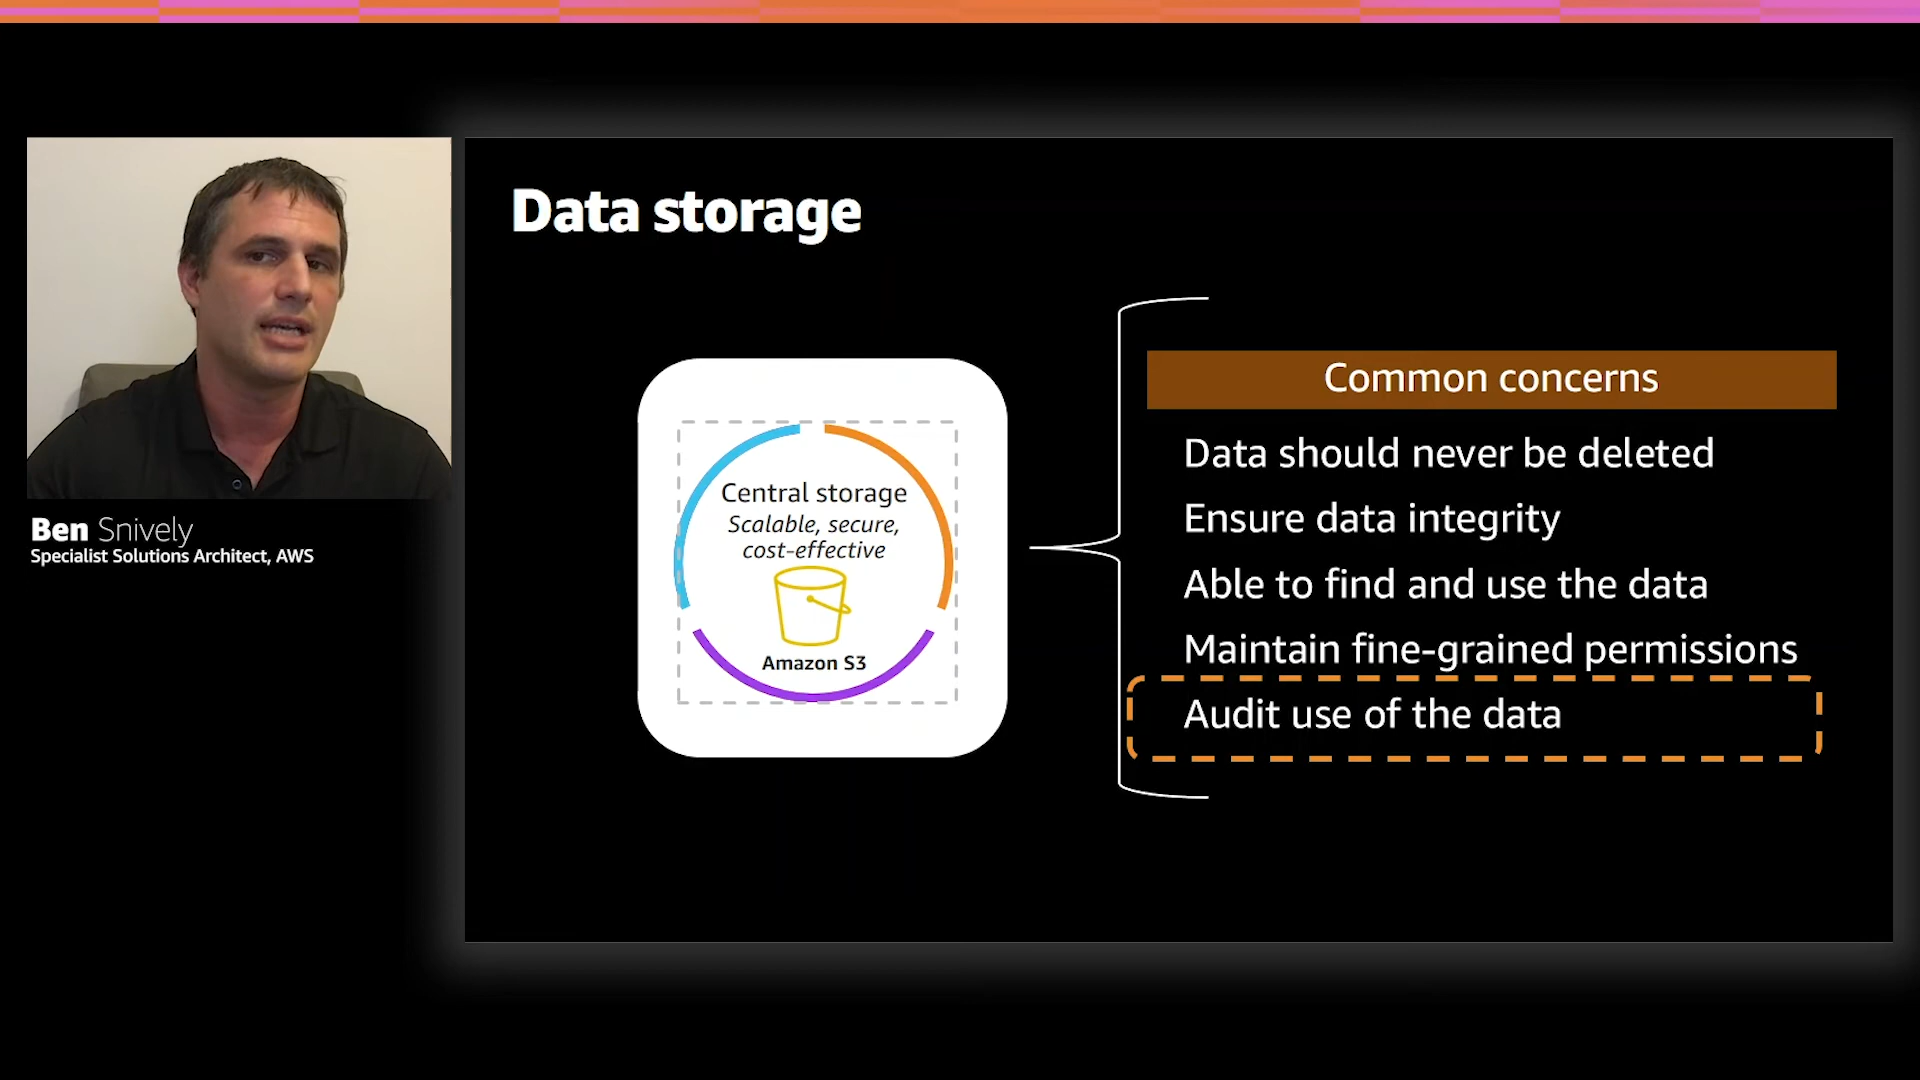 Data storage
Ben Snively
Specialist Solutions Architect, AWS
Central storage
Scalable, secure,
cost-effective
Amazon S3
Common concerns
Data should never be deleted
Ensure data integrity
Able to find and use the data
Maintain fine-grained permissions
Audit use of the data